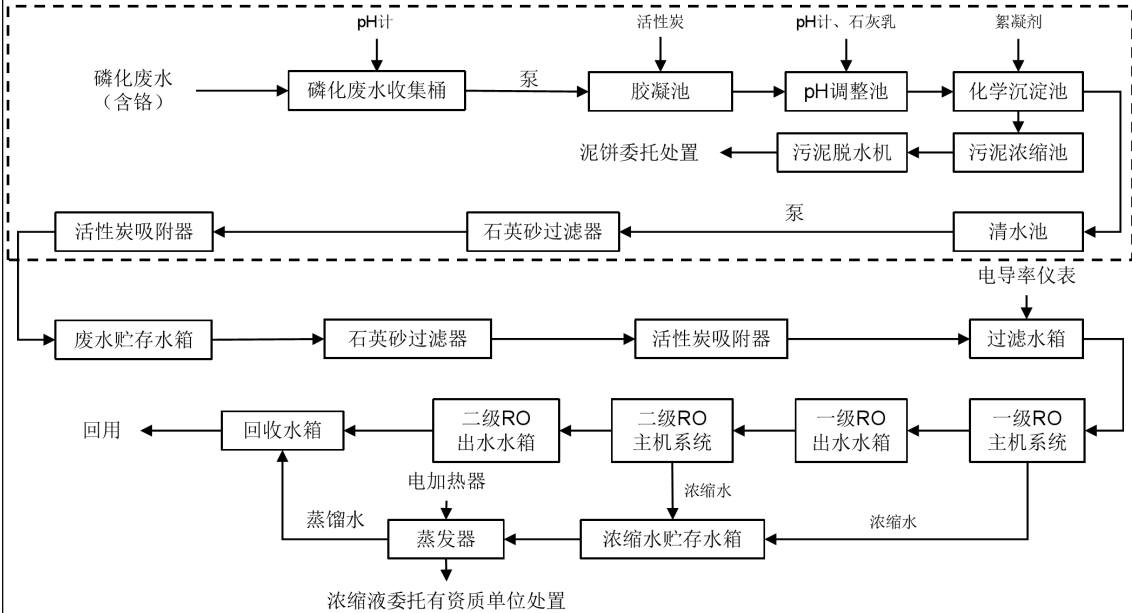 pH计
活性炭
pH计、石灰乳
絮凝剂
磷化废水
（含铬）
磷化废水收集桶
泵
胶凝池
pH调整池
化学沉淀池
泥饼委托处置
污泥脱水机
污泥浓缩池
活性炭吸附器
石英砂过滤器
泵
清水池
电导率仪表
废水贮存水箱
石英砂过滤器
活性炭吸附器
过滤水箱
回用
回收水箱
二级RO
出水水箱
二级RO
主机系统
一级RO
出水水箱
一级RO
主机系统
电加热器
浓缩水
蒸馏水
蒸发器
浓缩水贮存水箱
浓缩水
浓缩液委托有资质单位处置